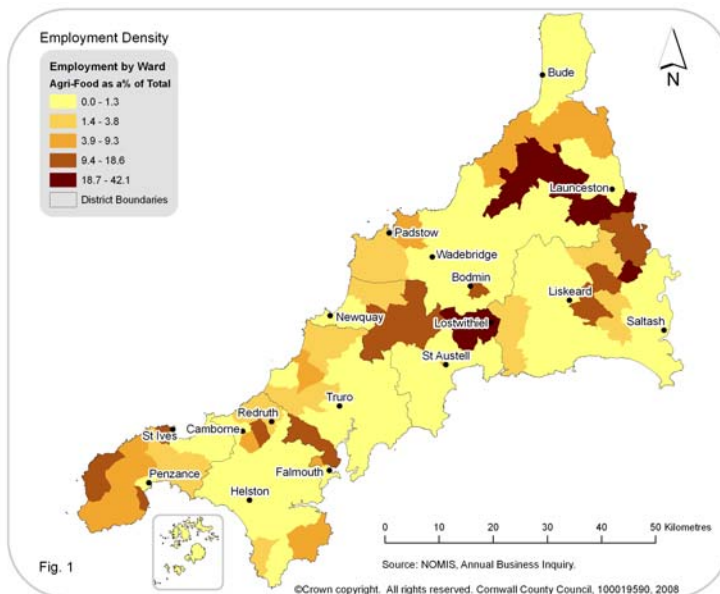 Employment Density
Employment by Ward
Agri-Food as a% of Total
0.0 - 1.3
1.4 - 3.8
3.9 - 9.3
9.4 - 18.6
18.7 - 42.1
District Boundaries
N
Bude
Launceston
Padstow
Wadebridge
Bodmin
Liskeard
Newquay
Lostwithiel
Saltash
St Austell
Truro
Redruth
St Ives
Camborne
Penzance
Falmouth
Helston
0 10 20 30 40 50 Kilometres
Fig. 1
Source: NOMIS, Annual Business Inquiry.
©Crown copyright. All rights reserved. Cornwall County Council, 100019590, 2008